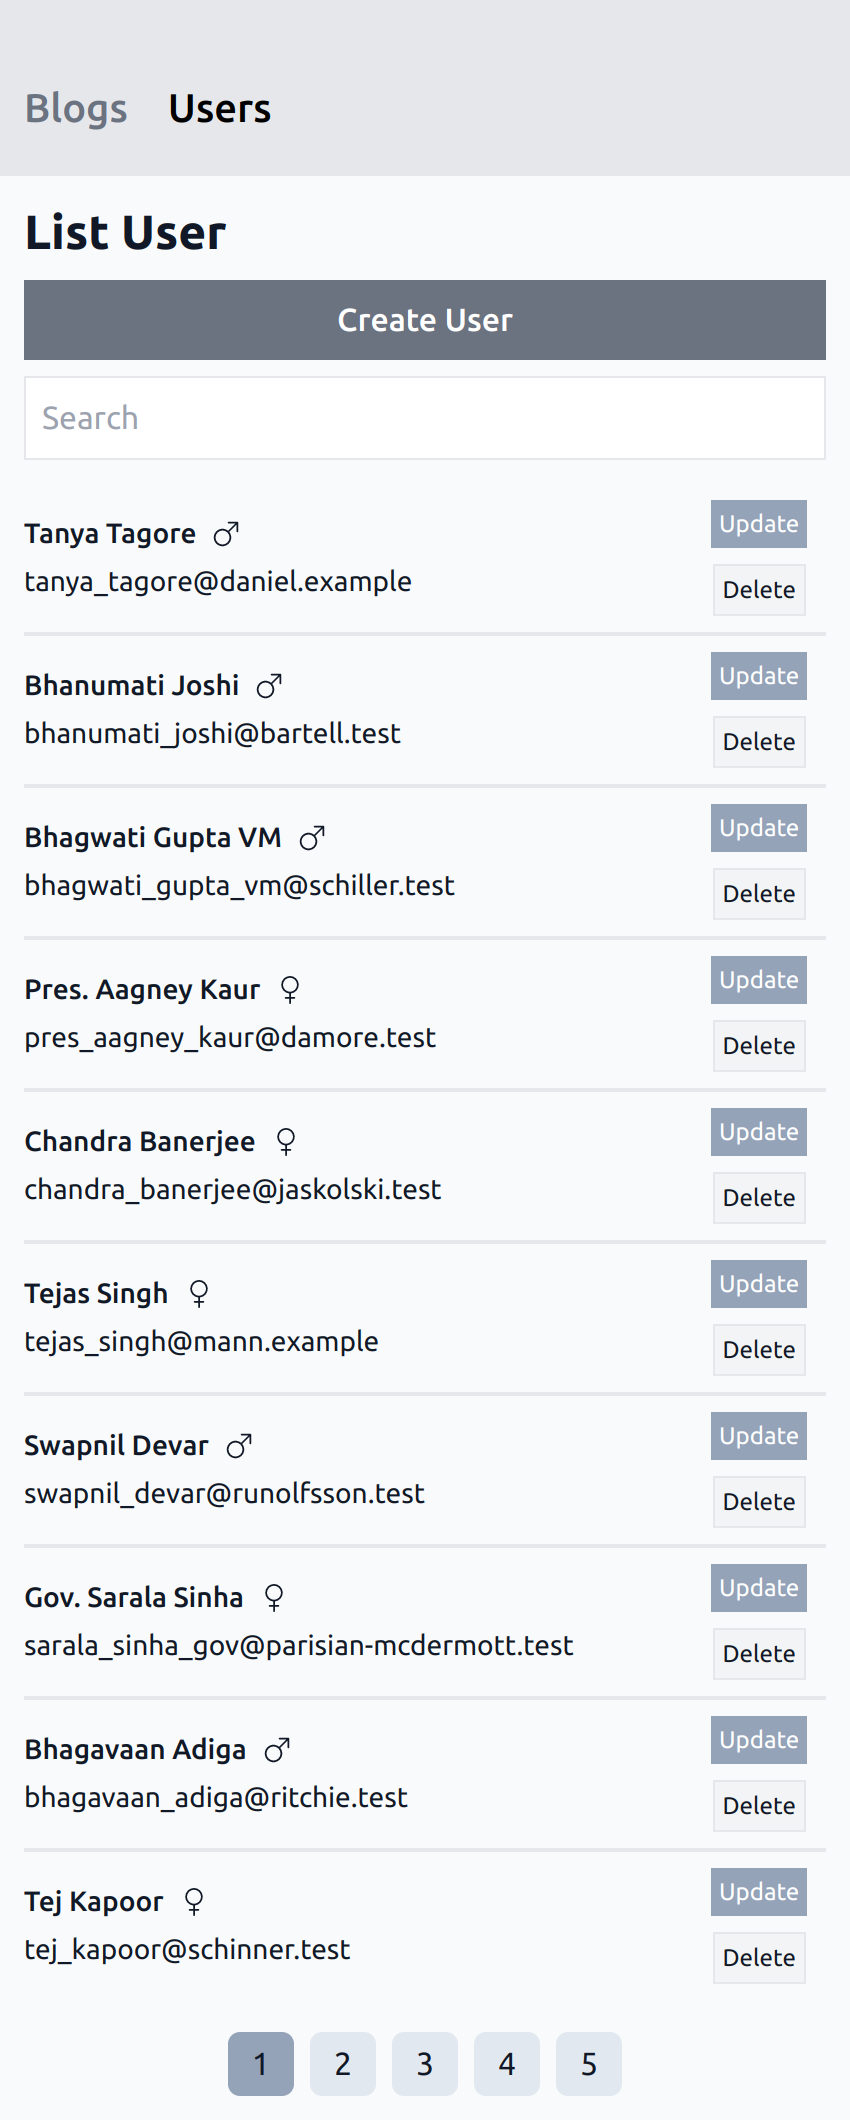 Blogs Users
List User
Create User
Search
Tanya Tagore ♂ Update
tanya_tagore@daniel.example Delete
Bhanumati Joshi ♂ Update
bhanumati_joshi@bartell.test Delete
Bhagwati Gupta VM ♂ Update
bhagwati_gupta_vm@schiller.test Delete
Pres. Aagney Kaur ♀ Update
pres_aagney_kaur@damore.test Delete
Chandra Banerjee ♀ Update
chandra_banerjee@jaskolski.test Delete
Tejas Singh ♀ Update
tejas_singh@mann.example Delete
Swapnil Devar ♂ Update
swapnil_devar@runolfsson.test Delete
Gov. Sarala Sinha ♀ Update
sarala_sinha_gov@parisian-mcdermott.test Delete
Bhagavaan Adiga ♂ Update
bhagavaan_adiga@ritchie.test Delete
Tej Kapoor ♀ Update
tej_kapoor@schinner.test Delete
1 2 3 4 5